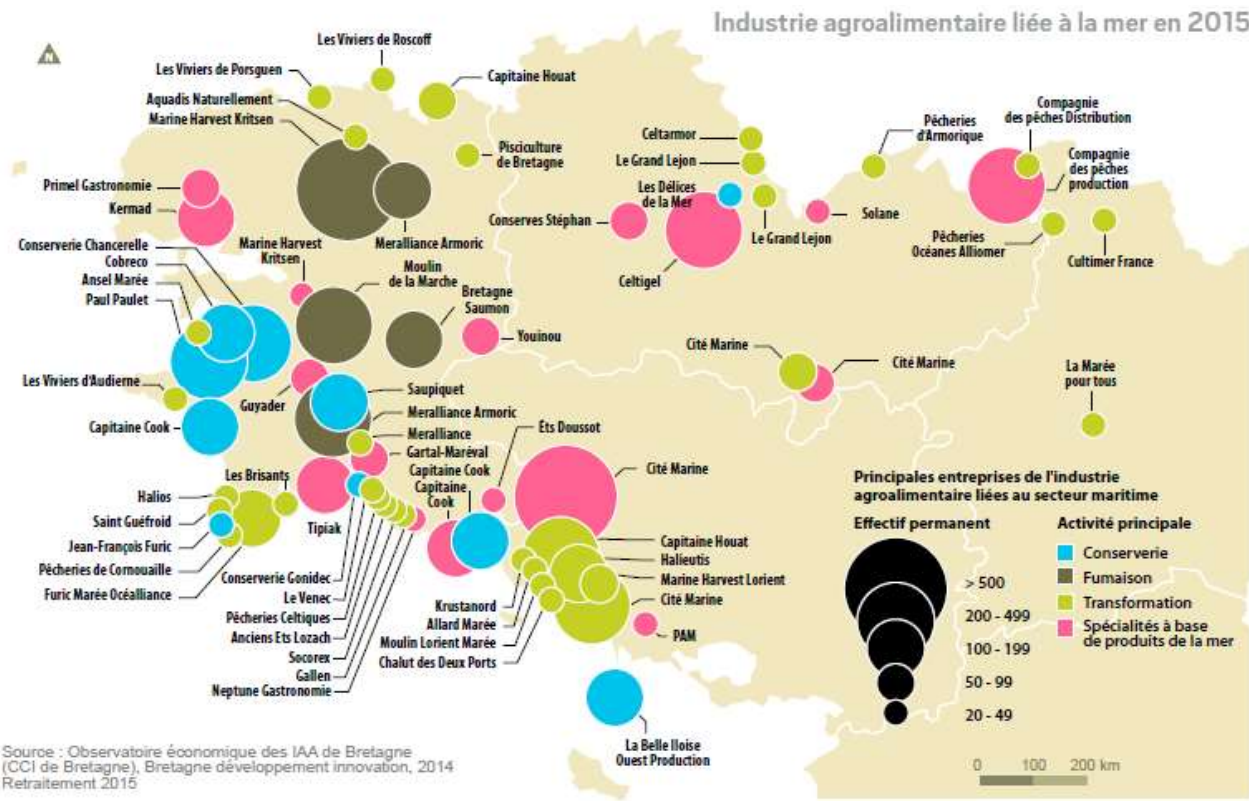 Industrie agroalimentaire liée à la mer en 2015
N
Les Viviers de Roscoff
Les Viviers de Porsguen
Capitaine Houat
Aquadis Naturellement
Marine Harvest Kritsen
Pisciculture
de Bretagne
Primel Gastronomie
Kermad
Meralliance Armoric
Conserverie Chancerelle
Cobreco
Ansel Marée
Paul Paulet
Marine Harvest
Kritsen
Moulin
de la Marche
Bretagne
Saumon
Youinou
Les Viviers d'Audierne
Guyader
Capitaine Cook
Saupiquet
Meralliance Armoric
Meralliance
Gartal-Maréval
Capitaine Cook
Capitaine
Cook
Éts Doussot
Cité Marine
Les Brisants
Halios
Saint Guéfroid
Jean-François Furic
Pêcheries de Cornouaille
Furic Marée Océalliance
Tipiak
Conserverie Gonidec
Le Venec
Pêcheries Celtiques
Anciens Ets Lozach
Socorex
Gallen
Neptune Gastronomie
Capitaine Houat
Halieutis
Marine Harvest Lorient
Cité Marine
Krustanord
Allard Marée
Moulin Lorient Marée
Chalut des Deux Ports
PAM
La Belle Iloise
Ouest Production
Celtarmor
Le Grand Lejon
Les Délices
de la Mer
Conserves Stéphan
Celtigel
Le Grand Lejon
Solane
Pêcheries
d'Armorique
Compagnie
des pêches Distribution
Compagnie
des pêches
production
Pêcheries
Océanes Alliomer
Cultimer France
Cité Marine
Cité Marine
La Marée
pour tous
Principales entreprises de l'industrie
agroalimentaire liées au secteur maritime
Effectif permanent
> 500
200 - 499
100 - 199
50 - 99
20 - 49
Activité principale
Conserverie
Fumaison
Transformation
Spécialités à base
de produits de la mer
0 100 200 km
Source : Observatoire économique des IAA de Bretagne
(CCI de Bretagne), Bretagne développement innovation, 2014
Retraitement 2015